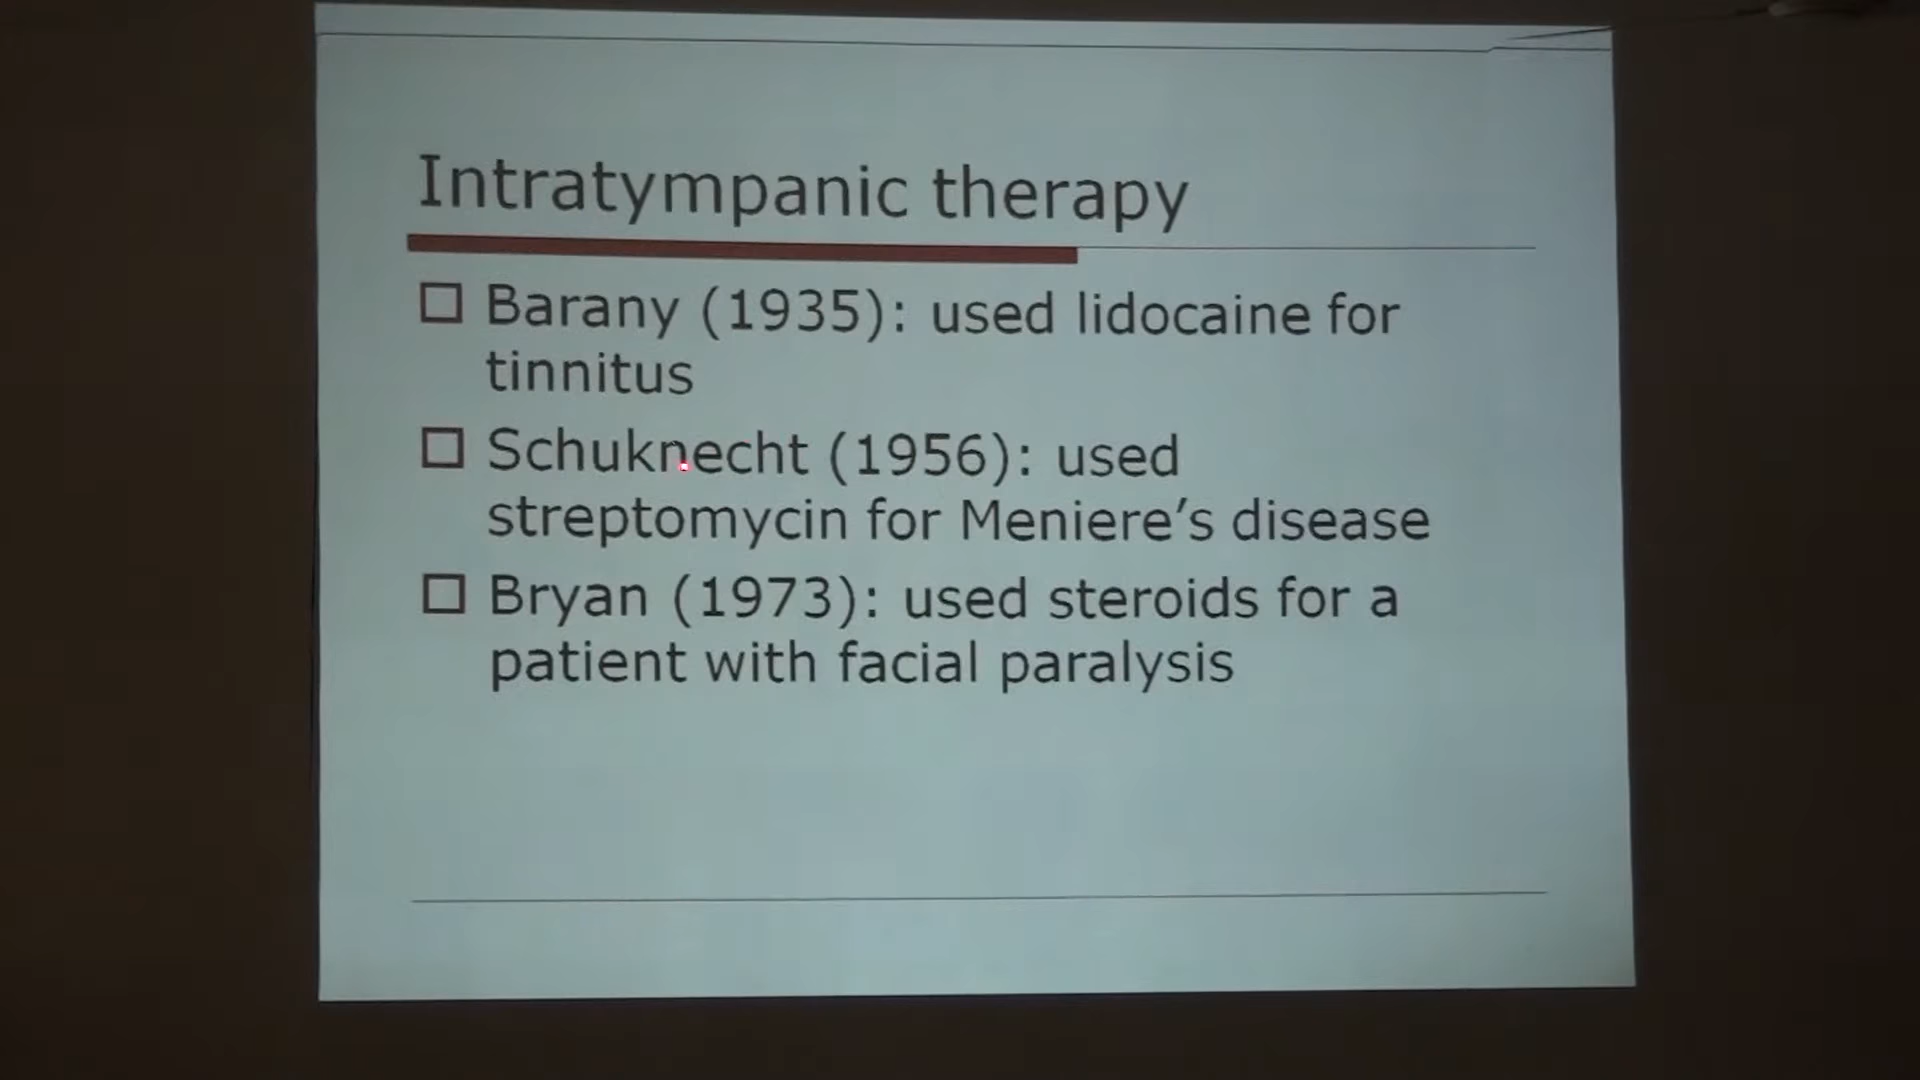 Intratympanic therapy
Barany (1935): used lidocaine for
tinnitus
Schuknecht (1956): used
streptomycin for Meniere’s disease
Bryan (1973): used steroids for a
patient with facial paralysis